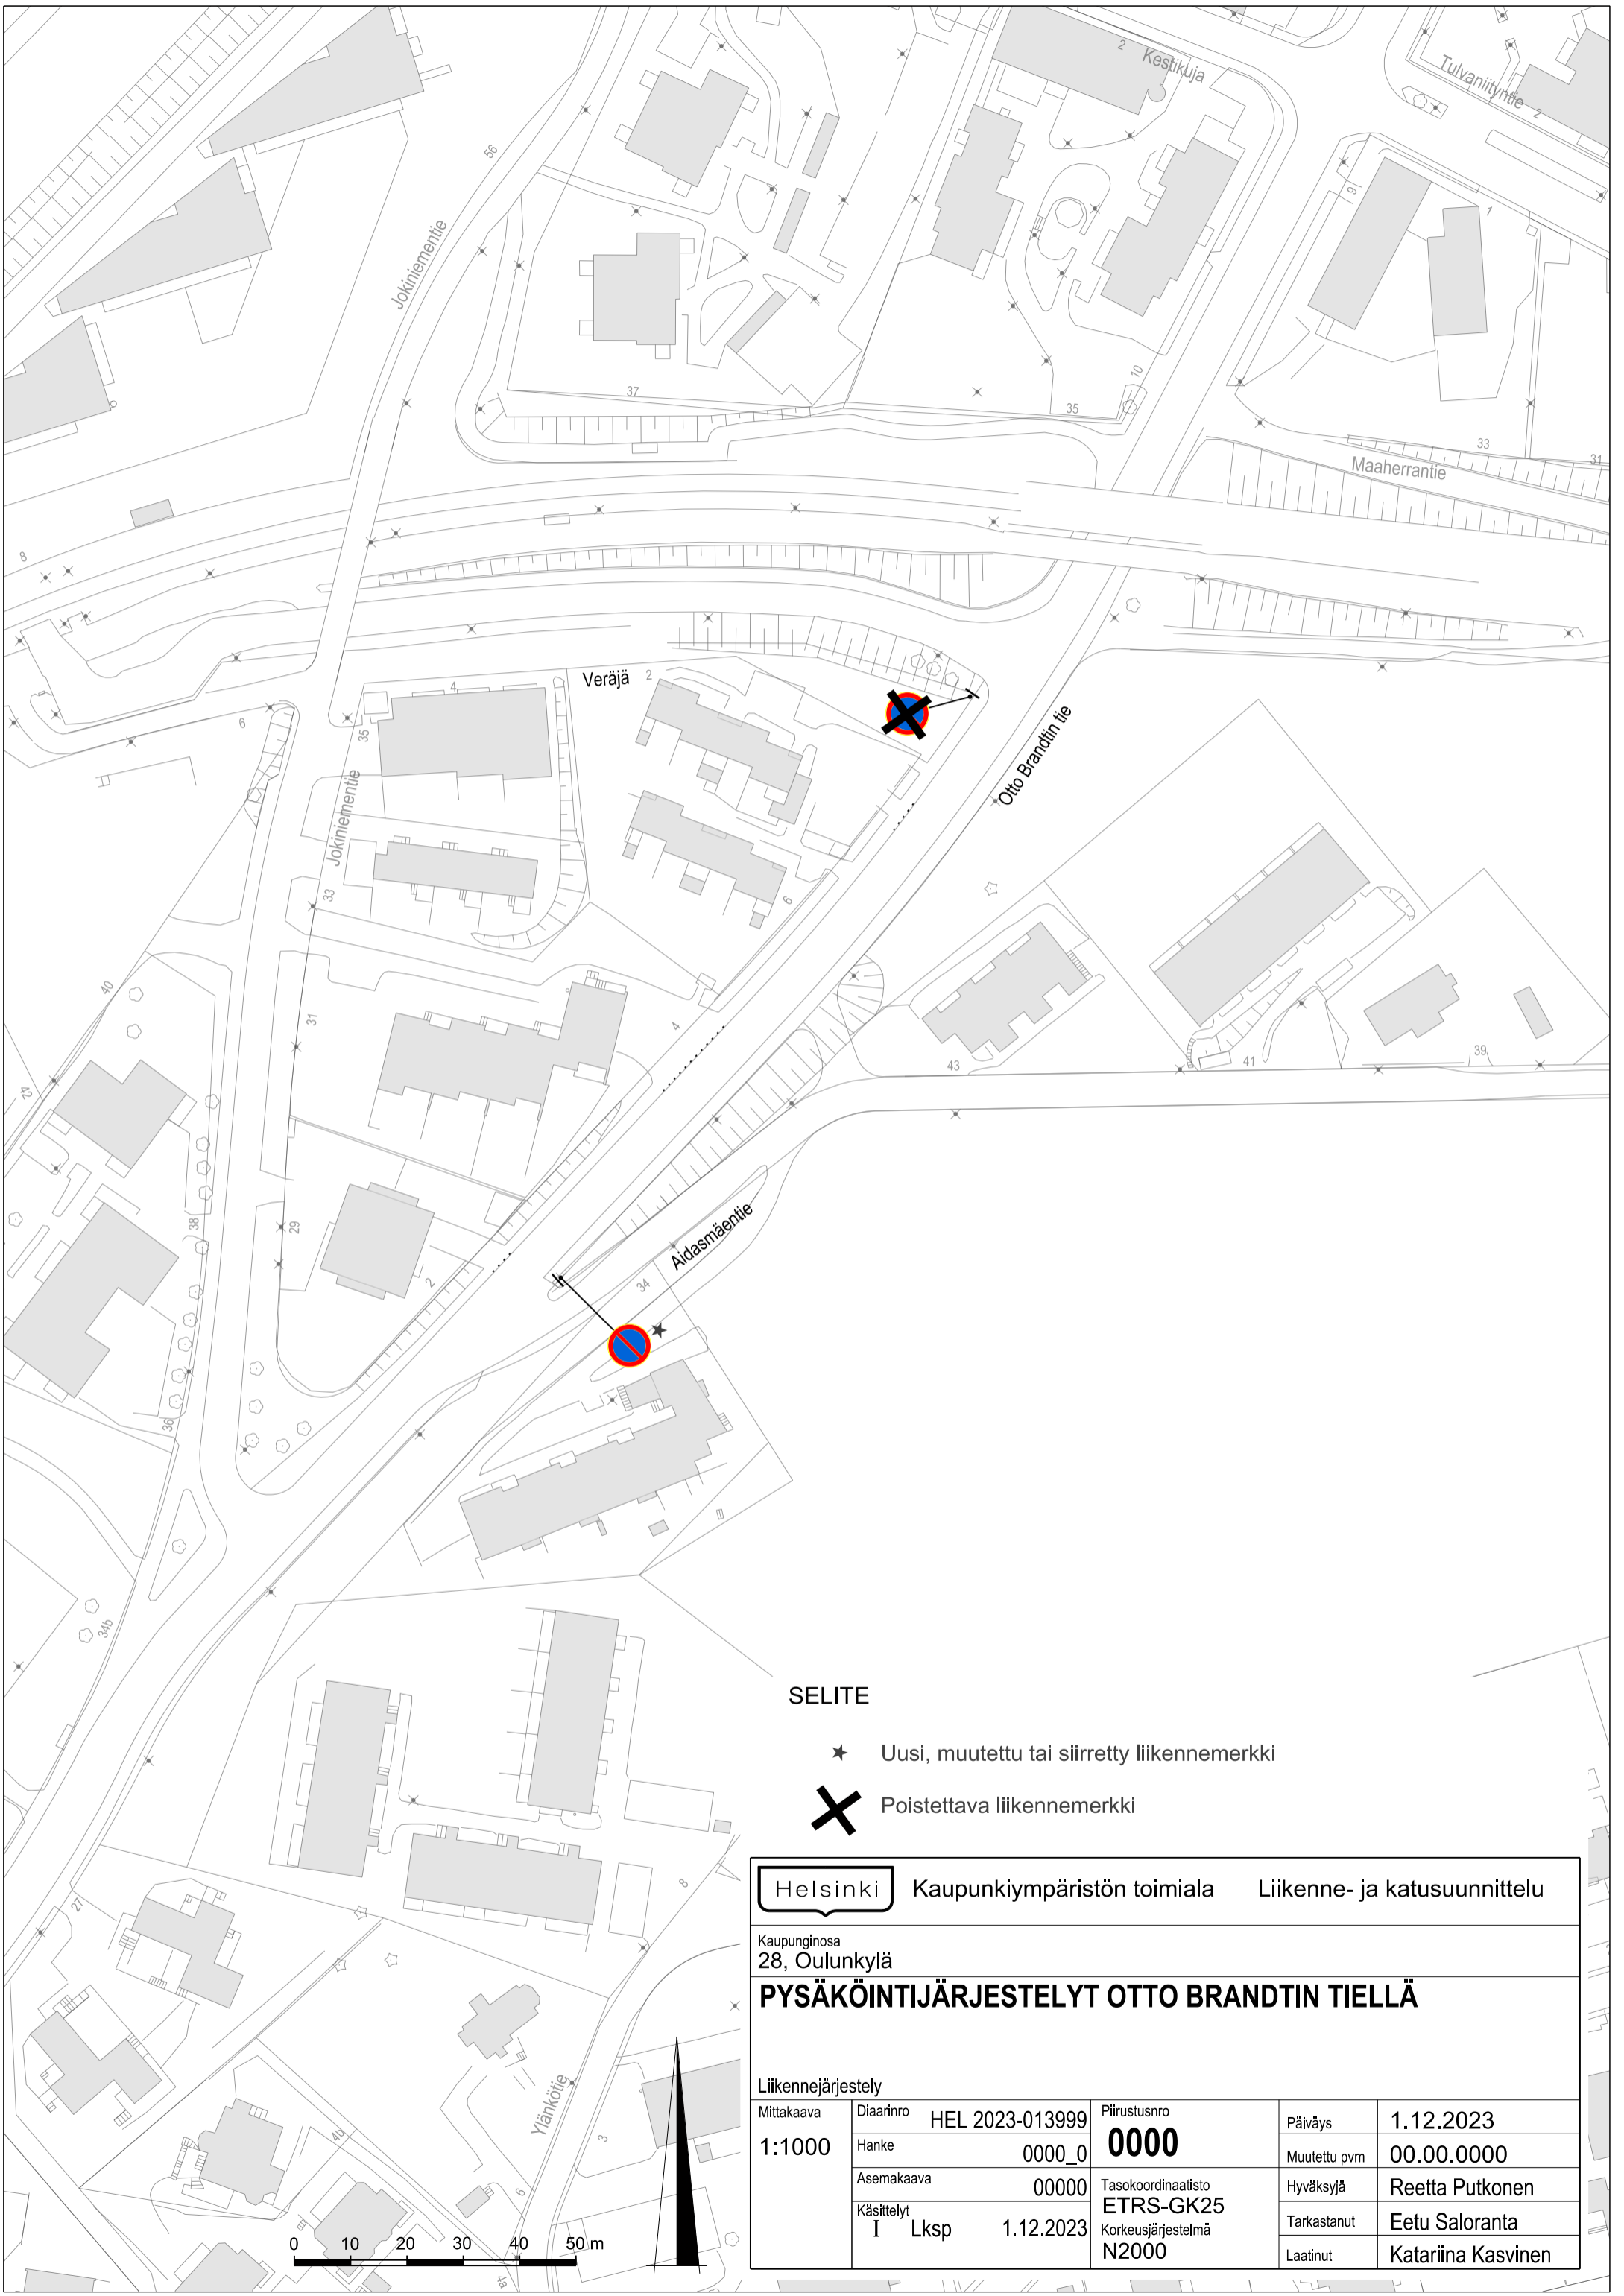 2
Kestikuja
Tulvaniityntie
2
56
Jokiniementie
9
1
10
37
35
33
31
Maaherrantie
8
4
Veräjä
2
6
35
Otto Brandtin tie
Jokiniementie
33
6
40
31
4
42
43
41
39
38
29
2
Aidasmäentie
34
36
34b
SELITE
Uusi, muutettu tai siirretty liikennemerkki
Poistettava liikennemerkki
27
8
Helsinki Kaupunkiympäristön toimiala Liikenne- ja katusuunnittelu
Kaupunginosa
28, Oulunkylä
PYSÄKÖINTIJÄRJESTELYT OTTO BRANDTIN TIELLÄ
Liikennejärjestely
Mittakaava
1:1000
Diaarinro HEL 2023-013999
Hanke 0000_0
Asemakaava 00000
Käsittelyt
I Lksp 1.12.2023
Piirustusnro
0000
Tasokoordinaatisto
ETRS-GK25
Korkeusjärjestelmä
N2000
Päiväys 1.12.2023
Muutettu pvm 00.00.0000
Hyväksyjä Reetta Putkonen
Tarkastanut Eetu Saloranta
Laatinut Katariina Kasvinen
Ylänkötie
3
4b
6
4a
0 10 20 30 40 50 m